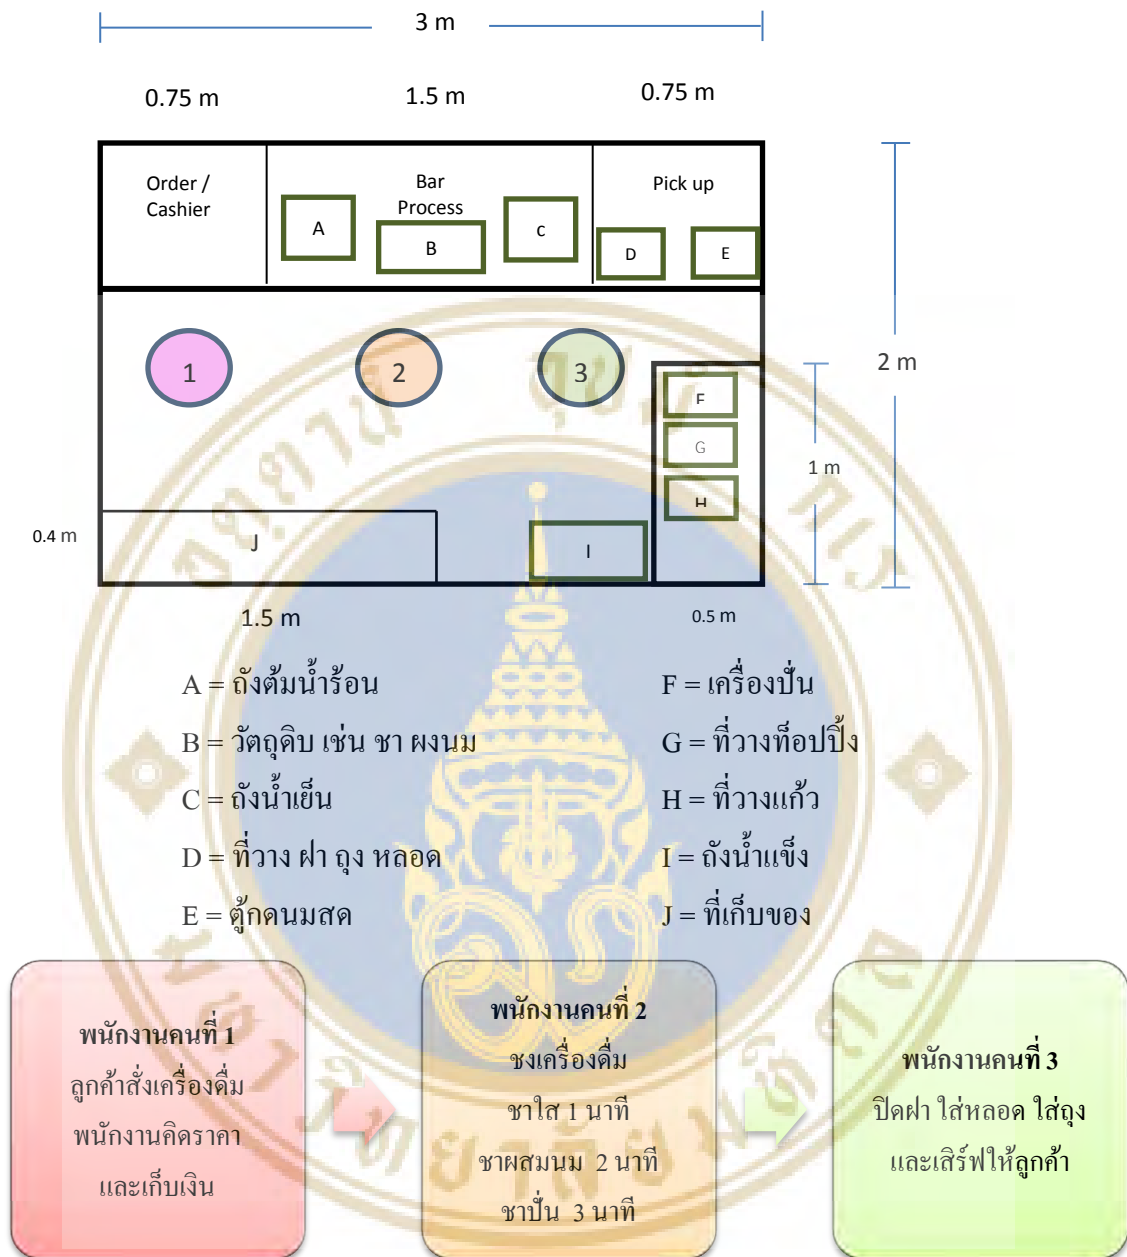 3 m
0.75 m 1.5 m 0.75 m
Order /
Cashier
Bar
Process
Pick up
A
B
c
D
E
1
2
3
2 m
F
G
H
1 m
0.4 m
J
I
1.5 m
0.5 m
A = ถังต้มน้ำร้อน
B = วัตถุดิบ เช่น ชา ผงนม
C = ถังน้ำเย็น
D = ที่วาง ฝา ถุง หลอด
E = ตู้กดนมสด
F = เครื่องปั่น
G = ที่วางท็อปปิ้ง
H = ที่วางแก้ว
I = ถังน้ำแข็ง
J = ที่เก็บของ
พนักงานคนที่ 1
ลูกค้าสั่งเครื่องดื่ม
พนักงานคิดราคา
และเก็บเงิน
พนักงานคนที่ 2
ชงเครื่องดื่ม
ชาใส 1 นาที
ชาผสมนม 2 นาที
ชาปั่น 3 นาที
พนักงานคนที่ 3
ปิดฝา ใส่หลอด ใส่ถุง
และเสิร์ฟให้ลูกค้า